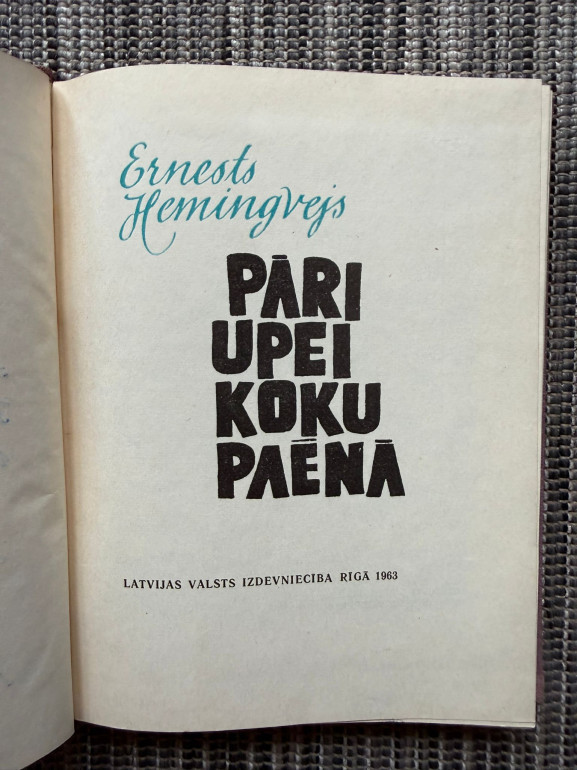 Ernests
Hemingvejs
PĀRI
UPEI
KOKU
PAĒNĀ
LATVIJAS VALSTS IZDEVNIECĪBA RĪGĀ 1963